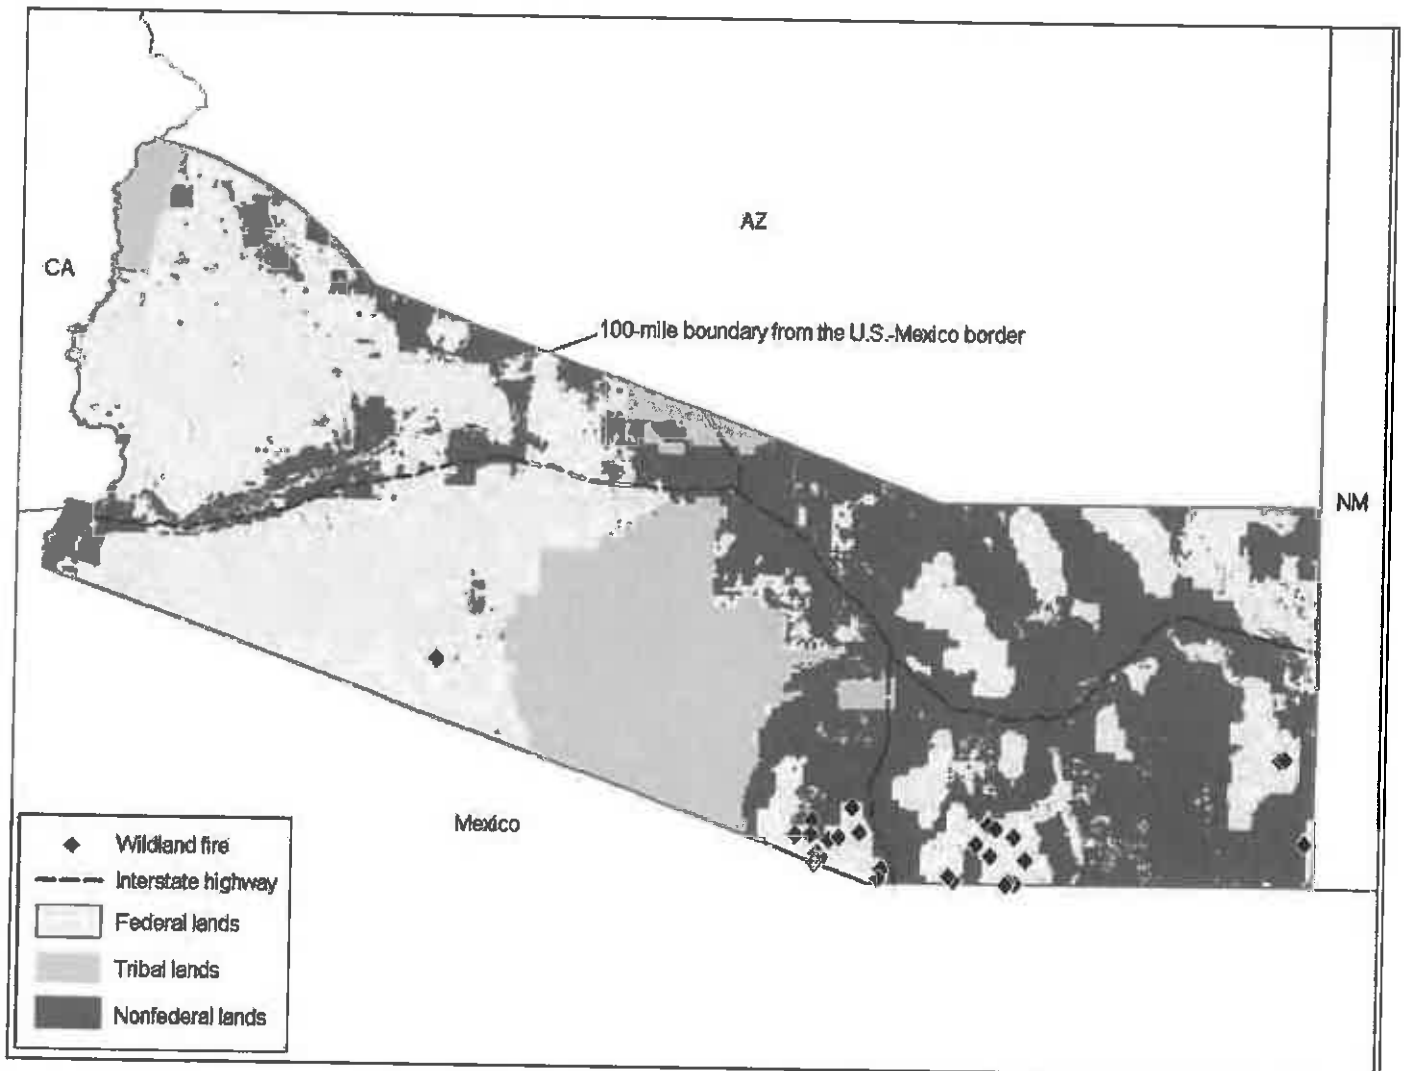 AZ
CA
100-mile boundary from the U.S.-Mexico border
NM
Mexico
Wildland fire
Interstate highway
Federal lands
Tribal lands
Nonfederal lands